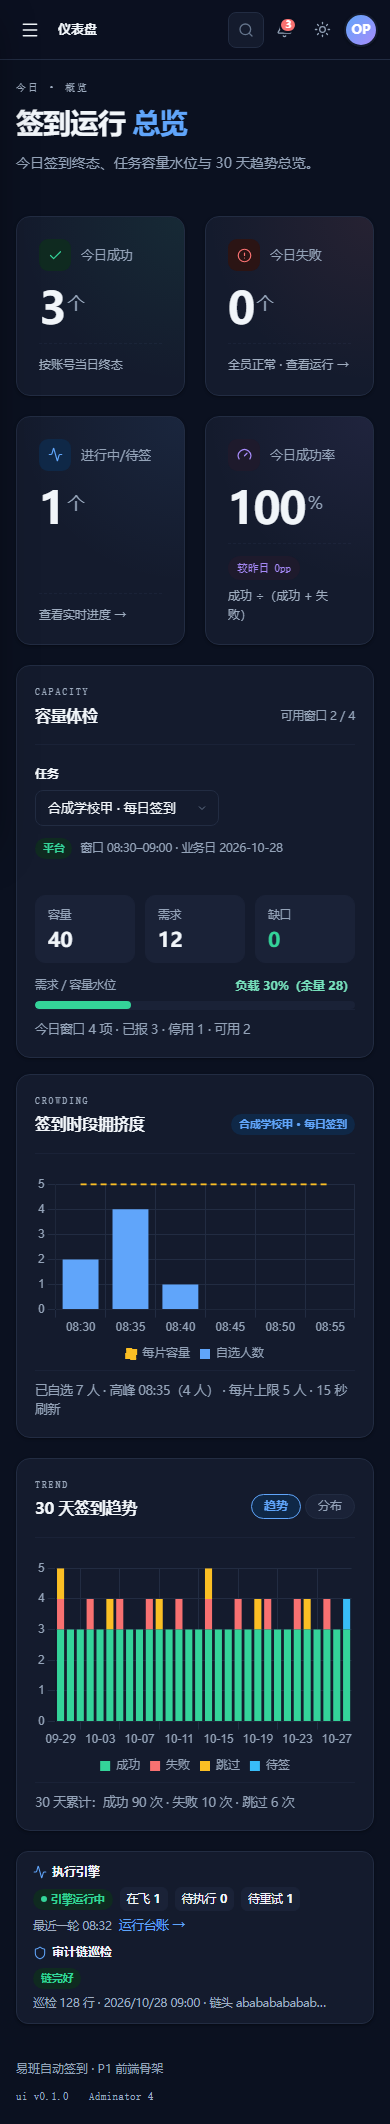 仪表盘
3
OP
今日 • 概览
签到运行 总览
今日签到终态、任务容量水位与 30 天趋势总览。
今日成功
3个
按账号当日终态
今日失败
0个
全员正常 · 查看运行 →
进行中/待签
1个
查看实时进度 →
今日成功率
100%
较昨日 0pp
成功 ÷（成功 + 失
败）
CAPACITY
容量体检
可用窗口 2 / 4
任务
合成学校甲 · 每日签到
平台 窗口 08:30–09:00 · 业务日 2026-10-28
容量
40
需求
12
缺口
0
需求 / 容量水位 负载 30%（余量 28）
今日窗口 4 项 · 已报 3 · 停用 1 · 可用 2
CROWDING
签到时段拥挤度
合成学校甲 • 每日签到
5
4
3
2
1
0
08:30 08:35 08:40 08:45 08:50 08:55
每片容量 自选人数
已自选 7 人 · 高峰 08:35（4 人） · 每片上限 5 人 · 15 秒
刷新
TREND
30 天签到趋势
趋势 分布
5
4
3
2
1
0
09-29 10-03 10-07 10-11 10-15 10-19 10-23 10-27
成功 失败 跳过 待签
30 天累计：成功 90 次 · 失败 10 次 · 跳过 6 次
执行引擎
引擎运行中 在飞 1 待执行 0 待重试 1
最近一轮 08:32 运行台账 →
审计链巡检
链完好
巡检 128 行 · 2026/10/28 09:00 · 链头 abababababab…
易班自动签到 · P1 前端骨架
ui v0.1.0 Adminator 4